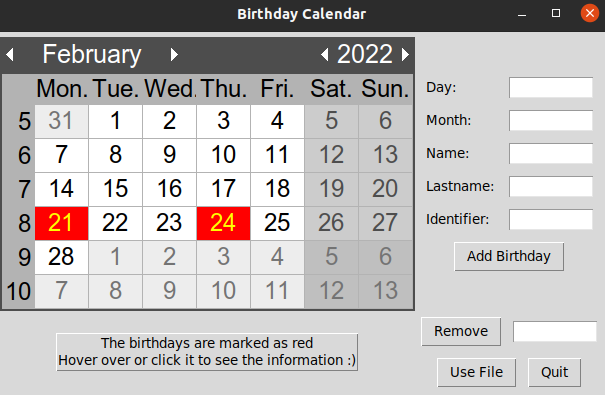 Birthday Calendar
February 2022
Mon. Tue. Wed. Thu. Fri. Sat. Sun.
5 31 1 2 3 4 5 6
6 7 8 9 10 11 12 13
7 14 15 16 17 18 19 20
8 21 22 23 24 25 26 27
9 28 1 2 3 4 5 6
10 7 8 9 10 11 12 13
The birthdays are marked as red
Hover over or click it to see the information :)
Day:
Month:
Name:
Lastname:
Identifier:
Add Birthday
Remove
Use File
Quit